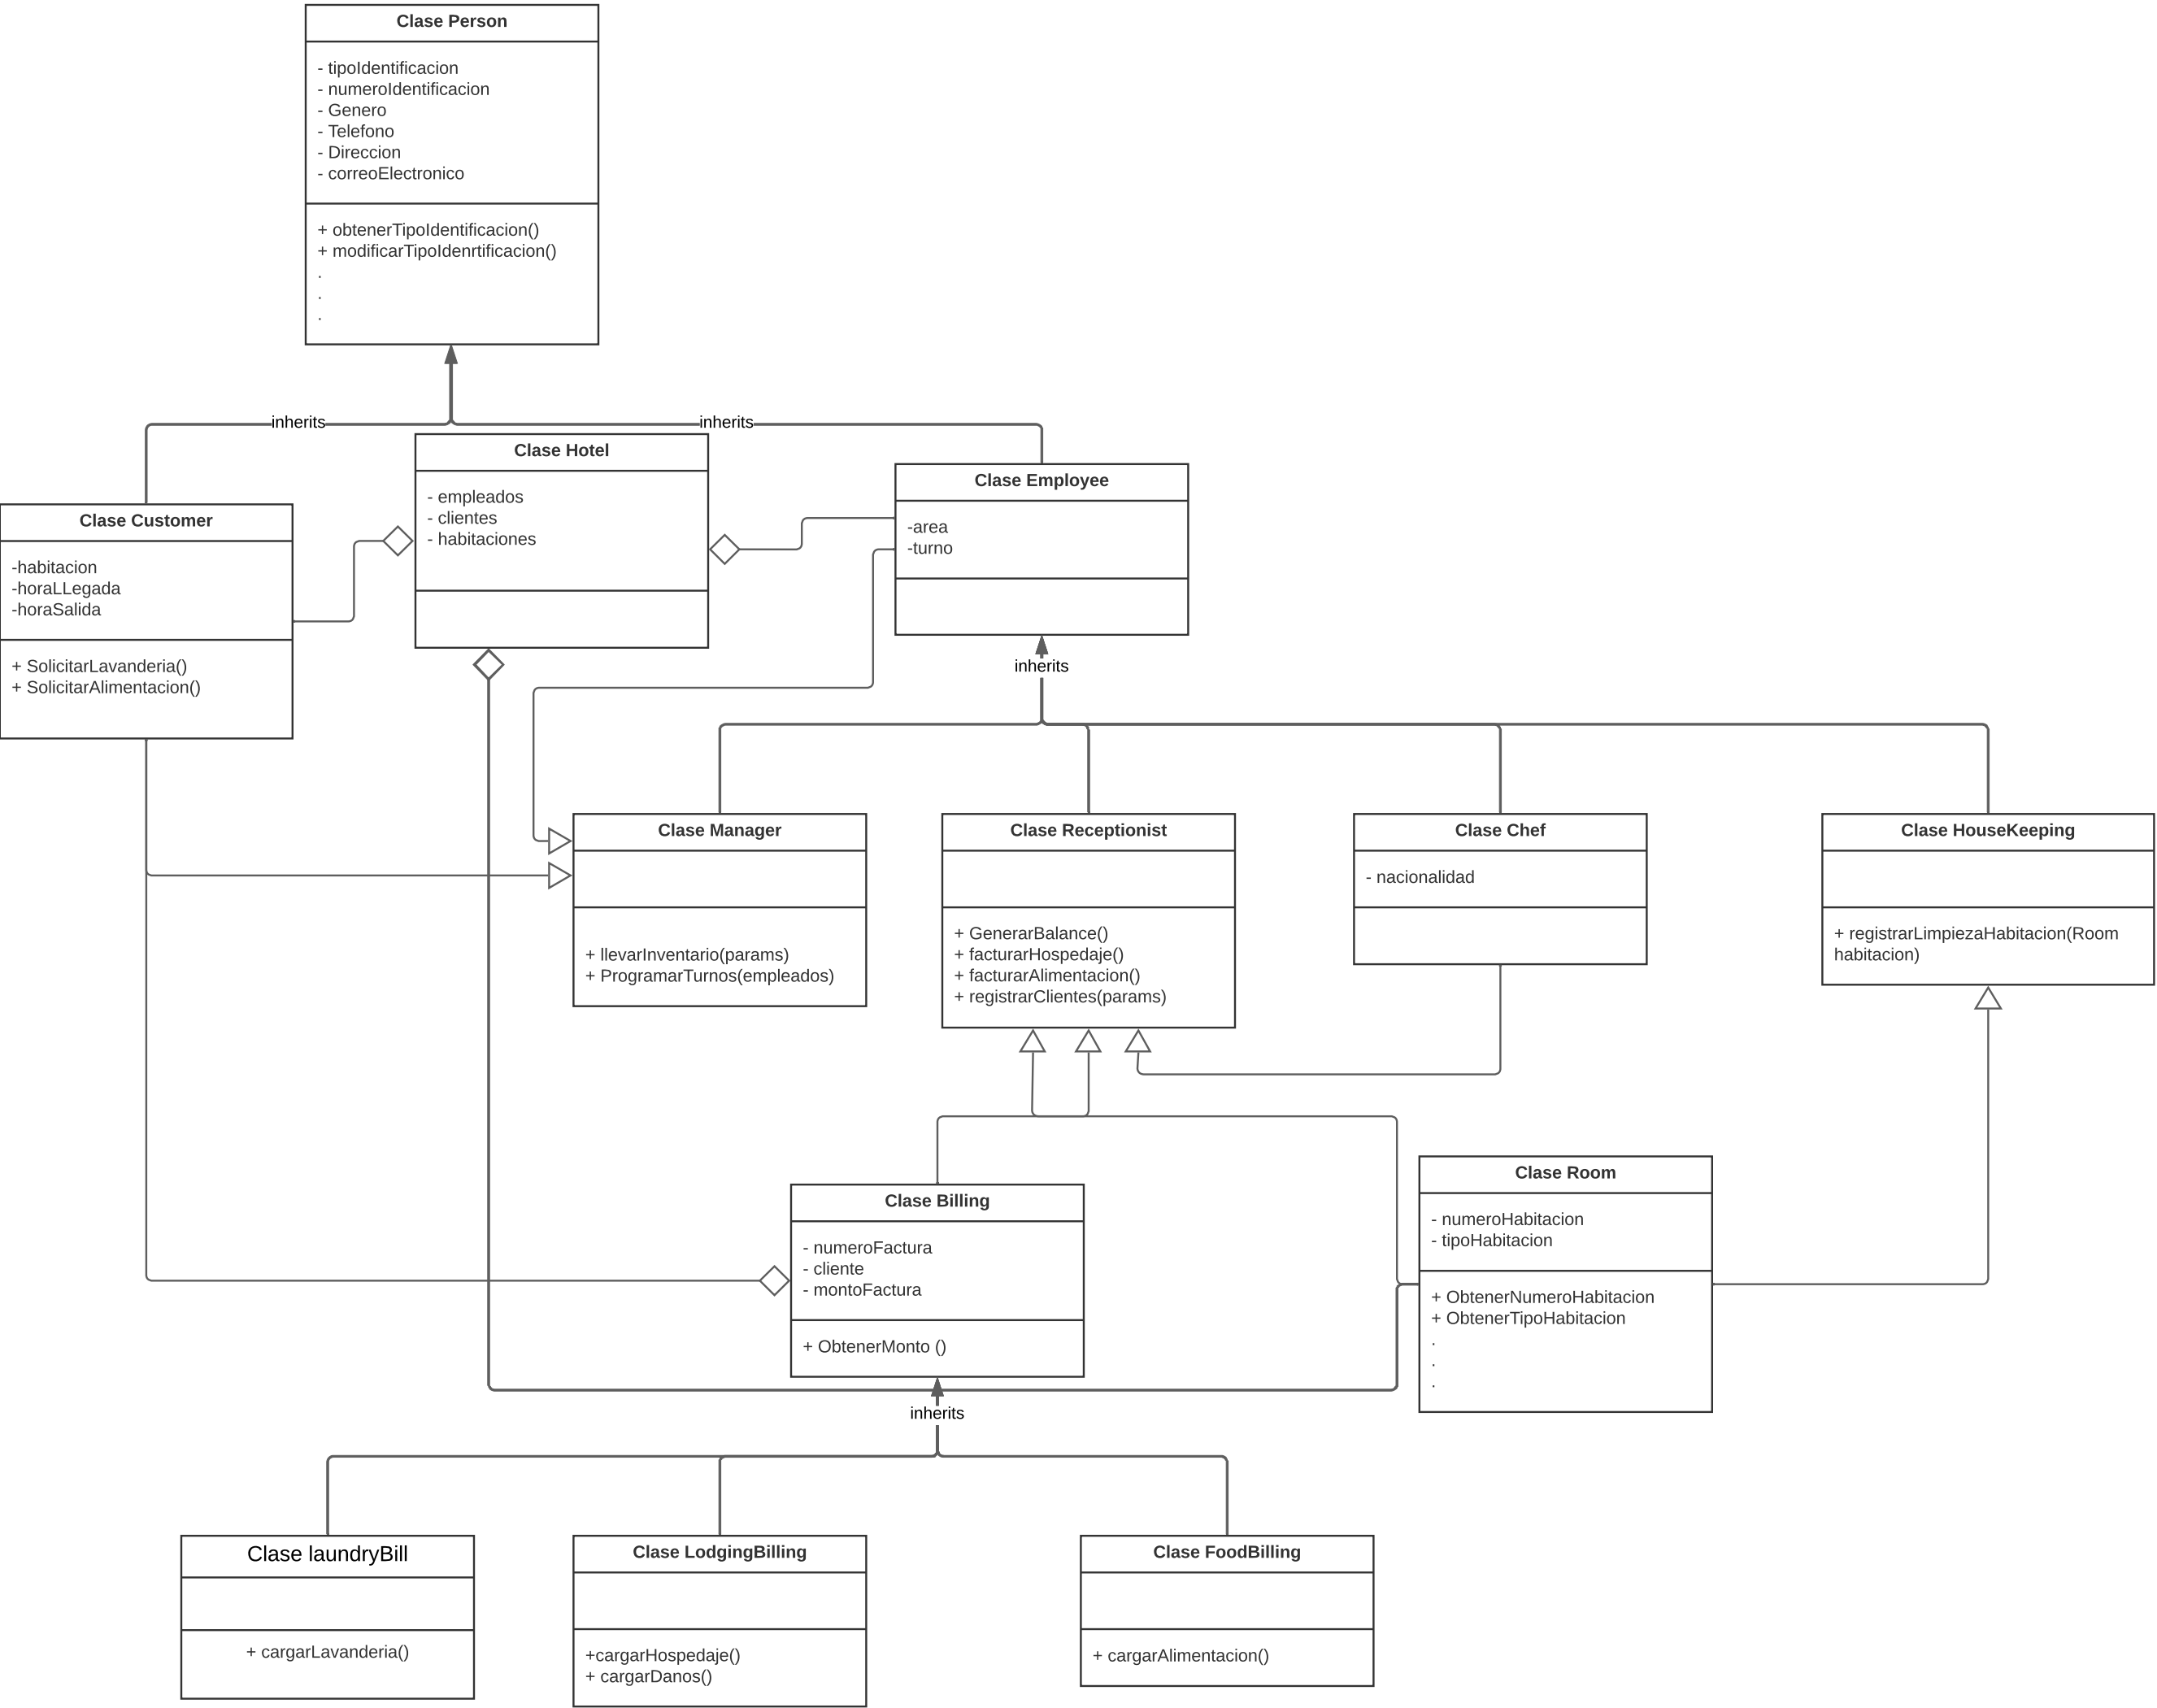 Clase Person
- tipoIdentificacion
- numeroIdentificacion
- Genero
- Telefono
- Direccion
- correoElectronico
+ obtenerTipoIdentificacion()
+ modificarTipoIdenrtificacion()
.
.
.
inherits
inherits
Clase Hotel
- empleados
- clientes
- habitaciones
Clase Employee
-area
-turno
Clase Customer
-habitacion
-horaLLegada
-horaSalida
+ SolicitarLavanderia()
+ SolicitarAlimentacion()
inherits
Clase Manager
+ llevarInventario(params)
+ ProgramarTurnos(empleados)
Clase Receptionist
+ GenerarBalance()
+ facturarHospedaje()
+ facturarAlimentacion()
+ registrarClientes(params)
Clase Chef
- nacionalidad
Clase HouseKeeping
+ registrarLimpiezaHabitacion(Room
habitacion)
Clase Billing
- numeroFactura
- cliente
- montoFactura
+ ObtenerMonto ()
Clase Room
- numeroHabitacion
- tipoHabitacion
+ ObtenerNumeroHabitacion
+ ObtenerTipoHabitacion
.
.
.
inherits
Clase laundryBill
+ cargarLavanderia()
Clase LodgingBilling
+cargarHospedaje()
+ cargarDanos()
Clase FoodBilling
+ cargarAlimentacion()